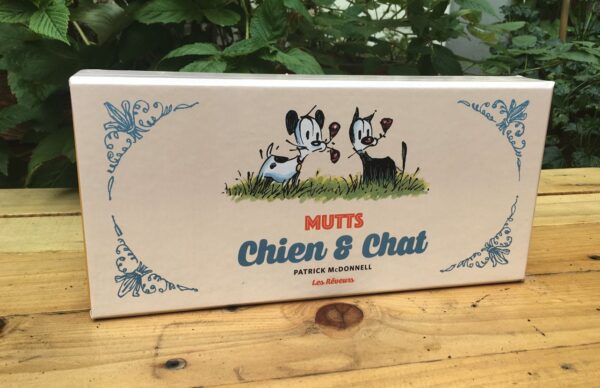 MUTTS
Chien & Chat
PATRICK McDONNELL
Les Rêveurs